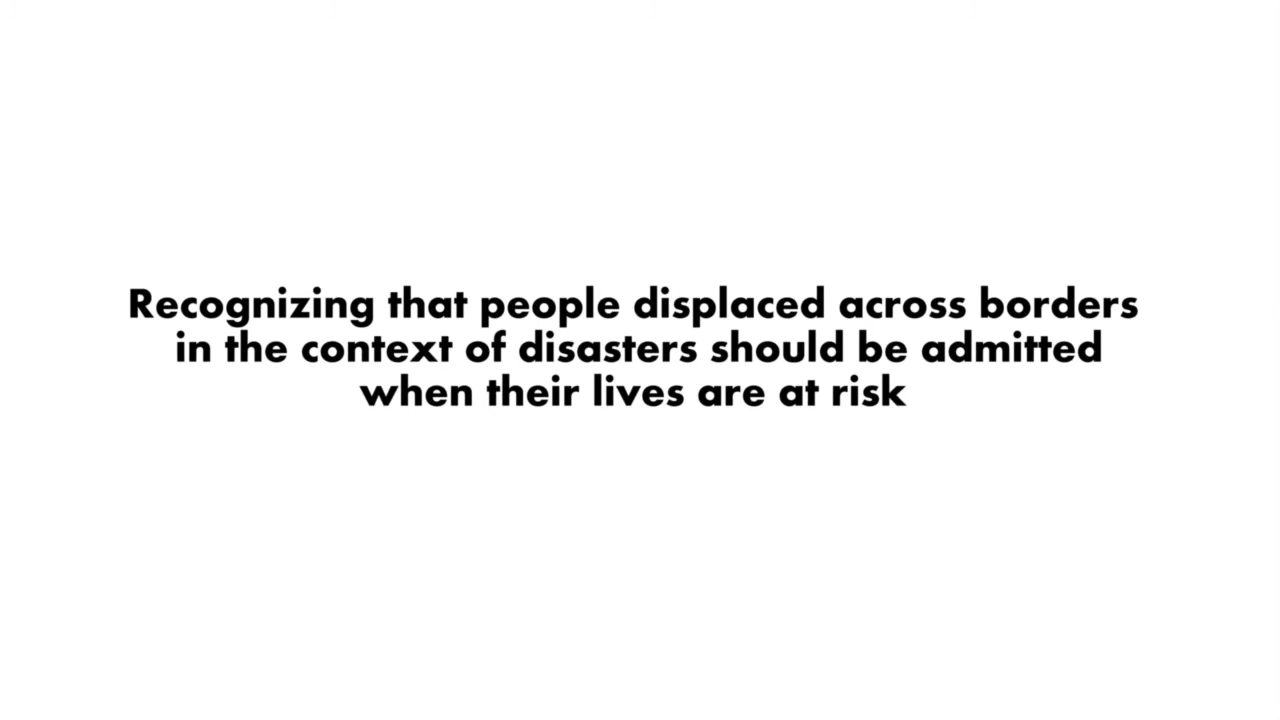 Recognizing that people displaced across borders
in the context of disasters should be admitted
when their lives are at risk